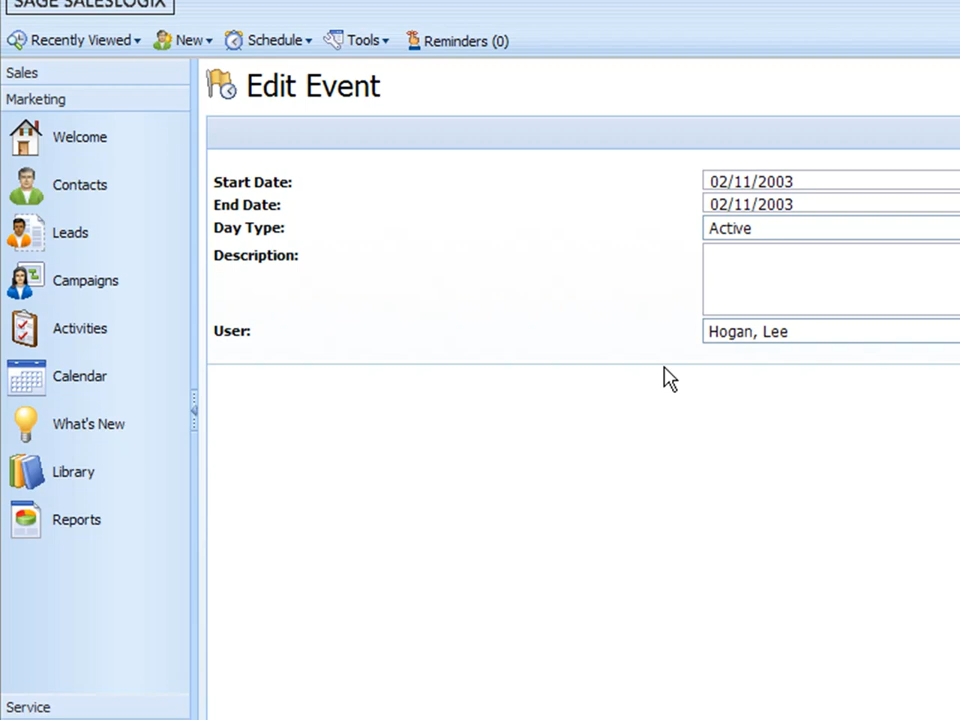 SAGE SALESLOGIX
Recently Viewed New Schedule Tools Reminders (0)
Sales
Marketing
Welcome
Contacts
Leads
Campaigns
Activities
Calendar
What's New
Library
Reports
Service
Edit Event
Start Date: 02/11/2003
End Date: 02/11/2003
Day Type: Active
Description:
User: Hogan, Lee